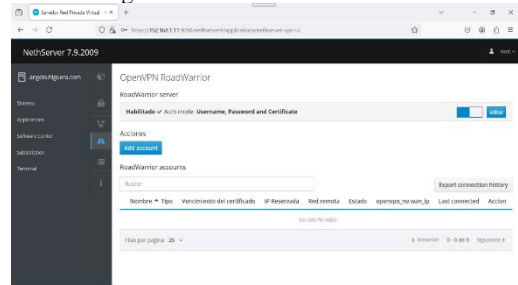 Servidor Red Privada Virtual
NethServer 7.9.2009
angelo.higuera.com
Sistema
Aplicaciones
Software Center
Subscription
Terminal
OpenVPN RoadWarrior
RoadWarrior server
Habilitado ✔ Auth mode: Username, Password and Certificate
Editar
Acciones
Add account
RoadWarrior accounts
Buscar
Export connection history
Nombre Tipo Vencimiento del certificado IP Reservada Red remota Estado openvpn_rw.wan_ip Last connected Accion
Filas por pagina 25
Anterior 0 - 0 de 0 Siguiente